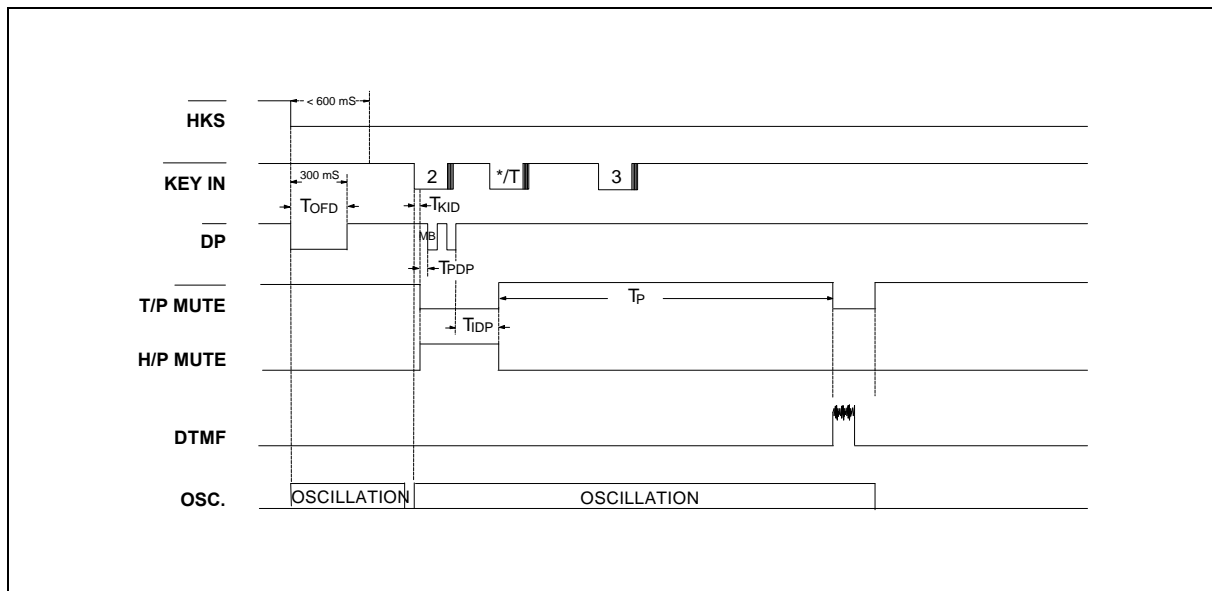 < 600 mS
HKS
KEY IN
2
*/T
3
300 mS
TOFD
TKID
DP
MB
TPDP
T/P MUTE
TP
TIDP
H/P MUTE
DTMF
OSC.
OSCILLATION
OSCILLATION